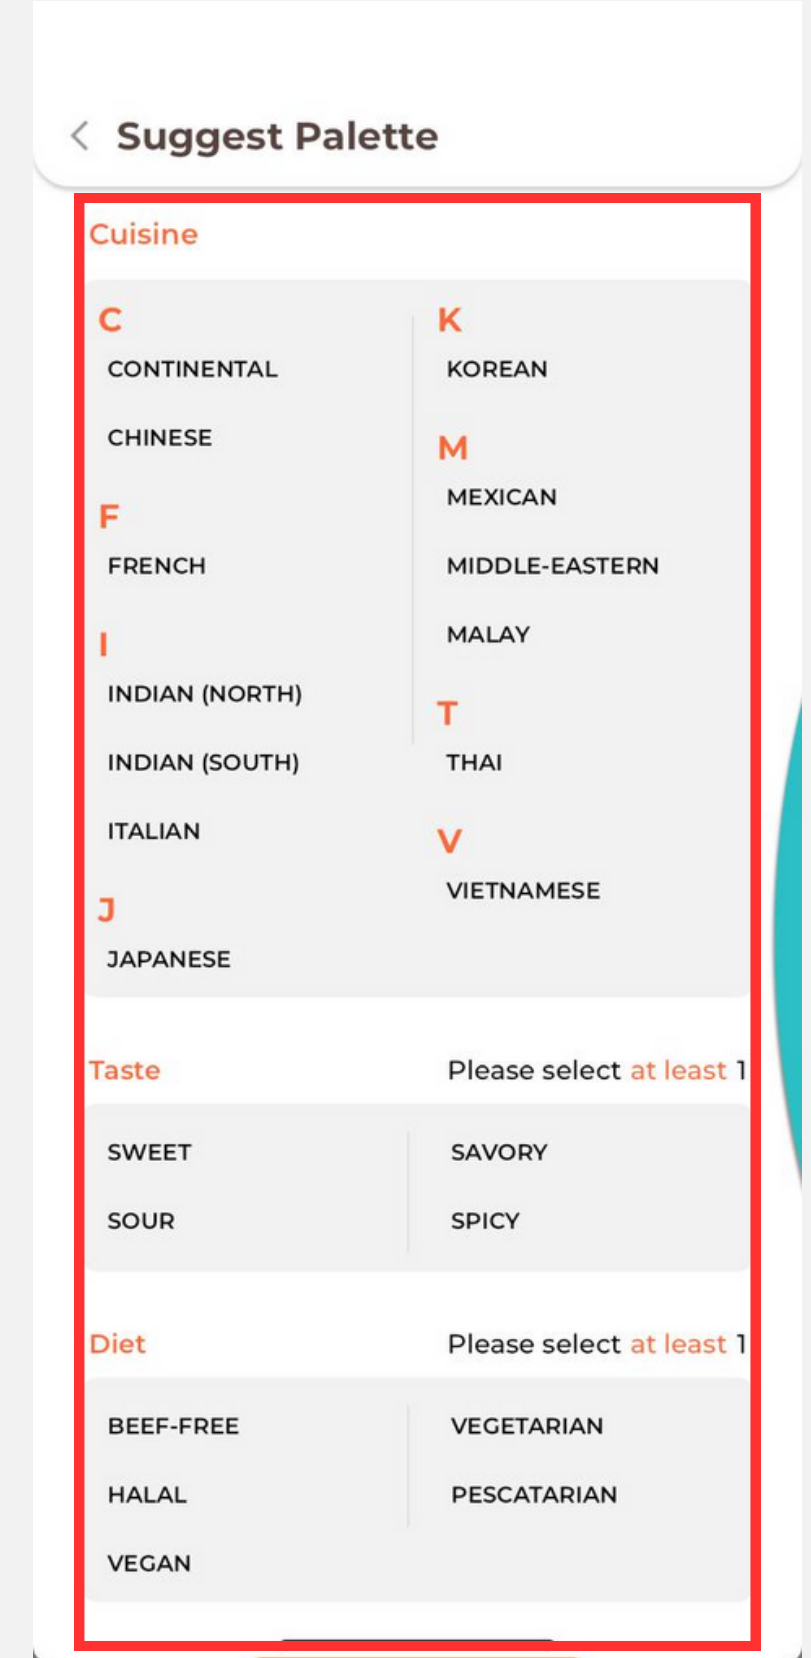 Suggest Palette
Cuisine
C
CONTINENTAL
CHINESE
F
FRENCH
I
INDIAN (NORTH)
INDIAN (SOUTH)
ITALIAN
J
JAPANESE
K
KOREAN
M
MEXICAN
MIDDLE-EASTERN
MALAY
T
THAI
V
VIETNAMESE
Taste
Please select at least 1
SWEET
SOUR
SAVORY
SPICY
Diet
Please select at least 1
BEEF-FREE
HALAL
VEGAN
VEGETARIAN
PESCATARIAN